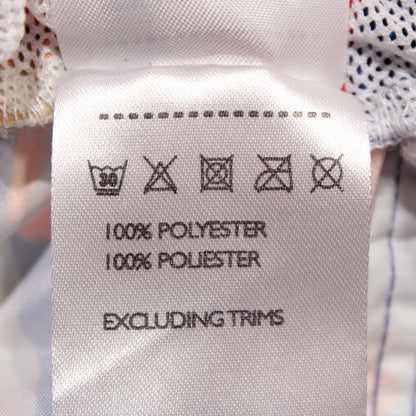 30
100% POLYESTER
100% POLIESTER
EXCLUDING TRIMS